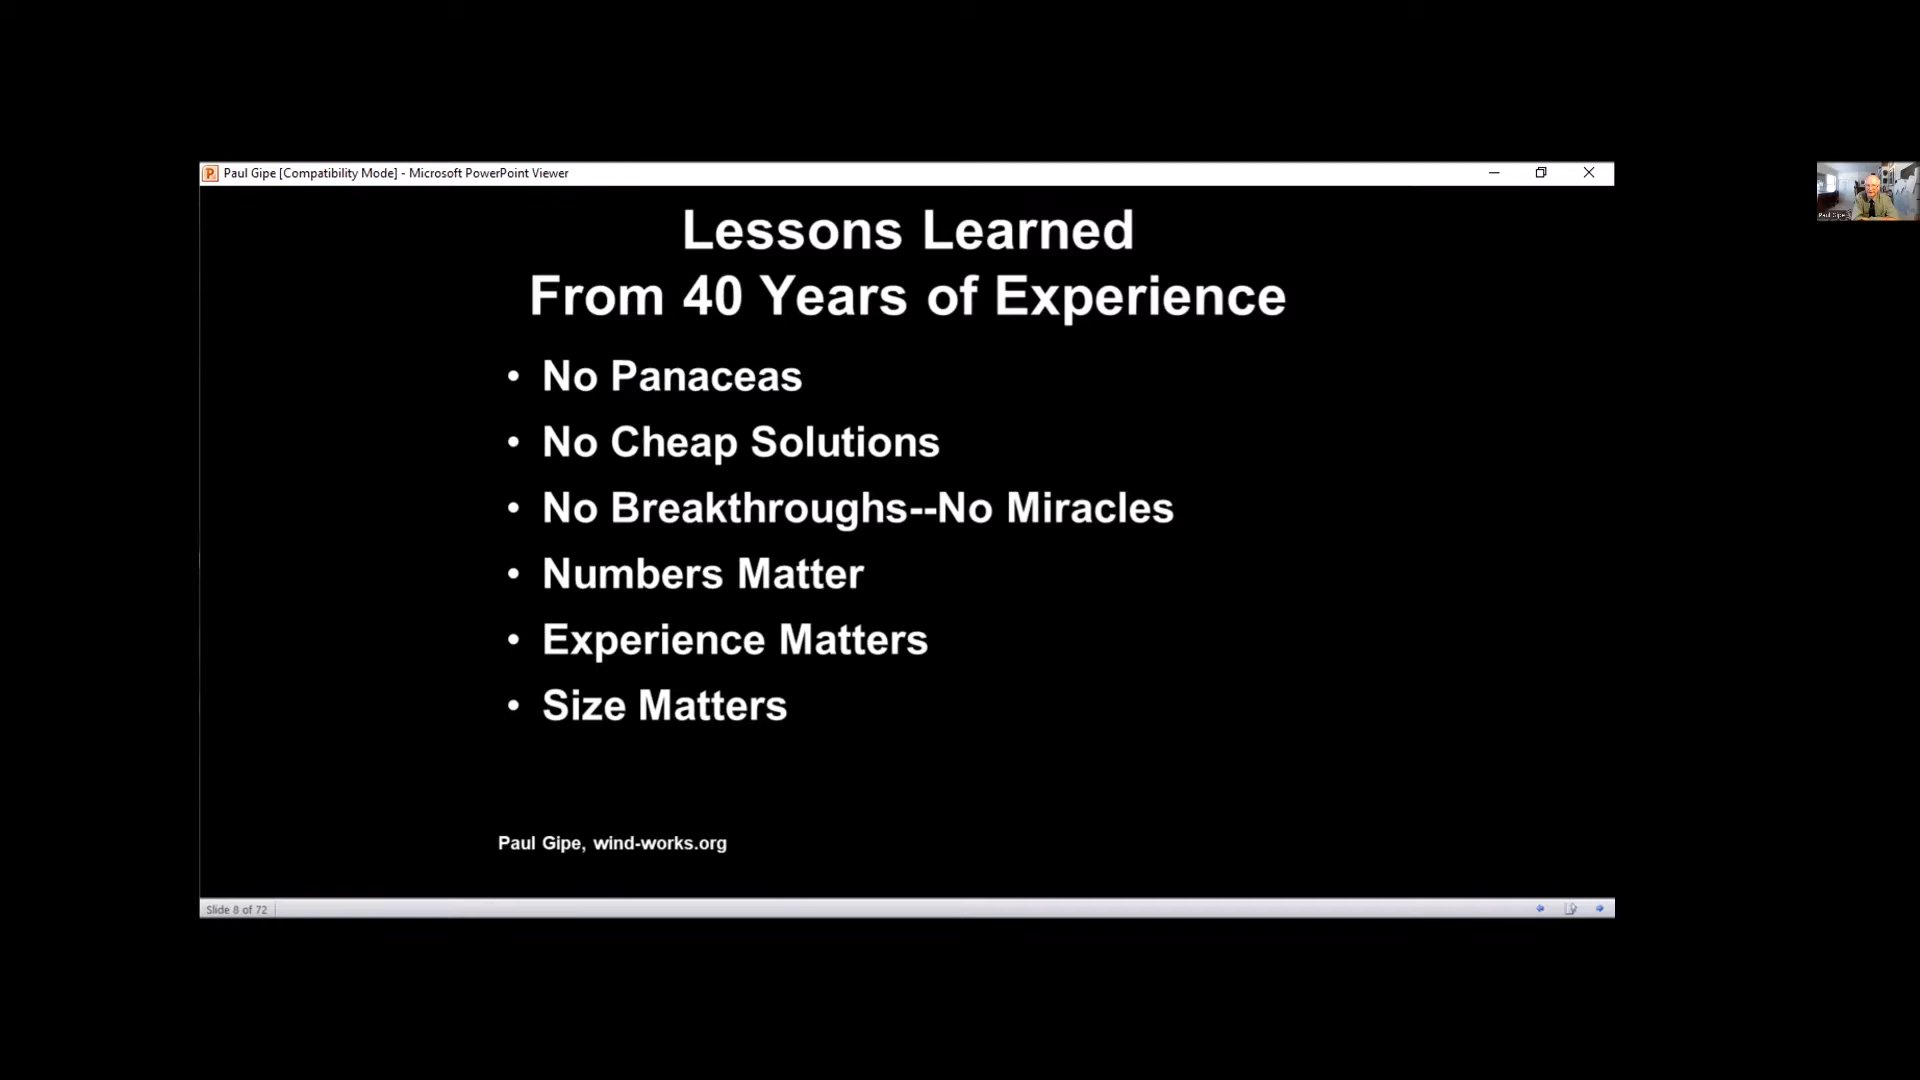 Paul Gipe [Compatibility Mode] - Microsoft PowerPoint Viewer
Lessons Learned
From 40 Years of Experience
• No Panaceas
• No Cheap Solutions
• No Breakthroughs--No Miracles
• Numbers Matter
• Experience Matters
• Size Matters
Paul Gipe, wind-works.org
Slide 8 of 72
Paul Gipe